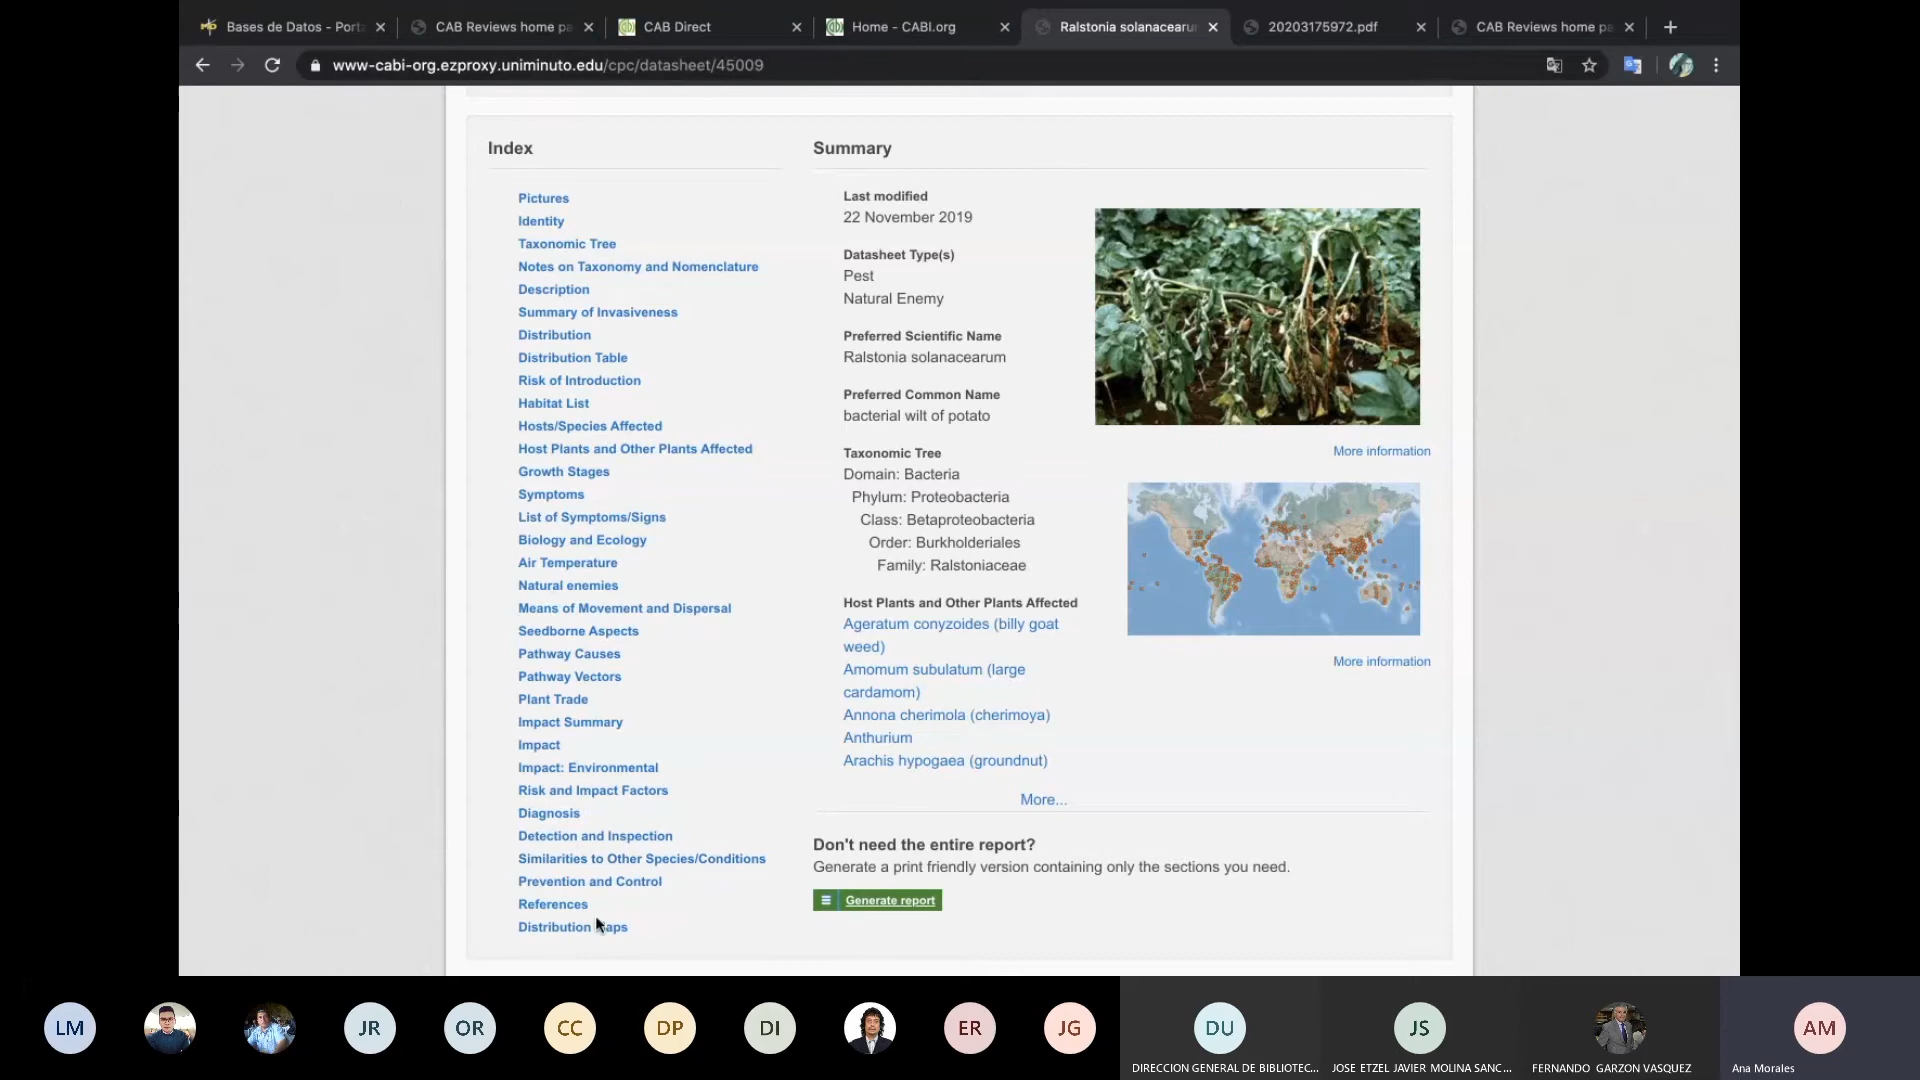 Bases de Datos - Porta
CAB Reviews home pa
CAB Direct
Home - CABI.org
Ralstonia solanacearum
20203175972.pdf
CAB Reviews home pa
www-cabi-org.ezproxy.uniminuto.edu/cpc/datasheet/45009
Index
Pictures
Identity
Taxonomic Tree
Notes on Taxonomy and Nomenclature
Description
Summary of Invasiveness
Distribution
Distribution Table
Risk of Introduction
Habitat List
Hosts/Species Affected
Host Plants and Other Plants Affected
Growth Stages
Symptoms
List of Symptoms/Signs
Biology and Ecology
Air Temperature
Natural enemies
Means of Movement and Dispersal
Seedborne Aspects
Pathway Causes
Pathway Vectors
Plant Trade
Impact Summary
Impact
Impact: Environmental
Risk and Impact Factors
Diagnosis
Detection and Inspection
Similarities to Other Species/Conditions
Prevention and Control
References
Distribution Maps
Summary
Last modified
22 November 2019
Datasheet Type(s)
Pest
Natural Enemy
Preferred Scientific Name
Ralstonia solanacearum
Preferred Common Name
bacterial wilt of potato
Taxonomic Tree
Domain: Bacteria
Phylum: Proteobacteria
Class: Betaproteobacteria
Order: Burkholderiales
Family: Ralstoniaceae
Host Plants and Other Plants Affected
Ageratum conyzoides (billy goat
weed)
Amomum subulatum (large
cardamom)
Annona cherimola (cherimoya)
Anthurium
Arachis hypogaea (groundnut)
More...
More information
More information
Don't need the entire report?
Generate a print friendly version containing only the sections you need.
Generate report
LM
JR
OR
CC
DP
DI
ER
JG
DU
DIRECCION GENERAL DE BIBLIOTEC...
JS
JOSE ETZEL JAVIER MOLINA SANC...
FERNANDO GARZON VASQUEZ
AM
Ana Morales